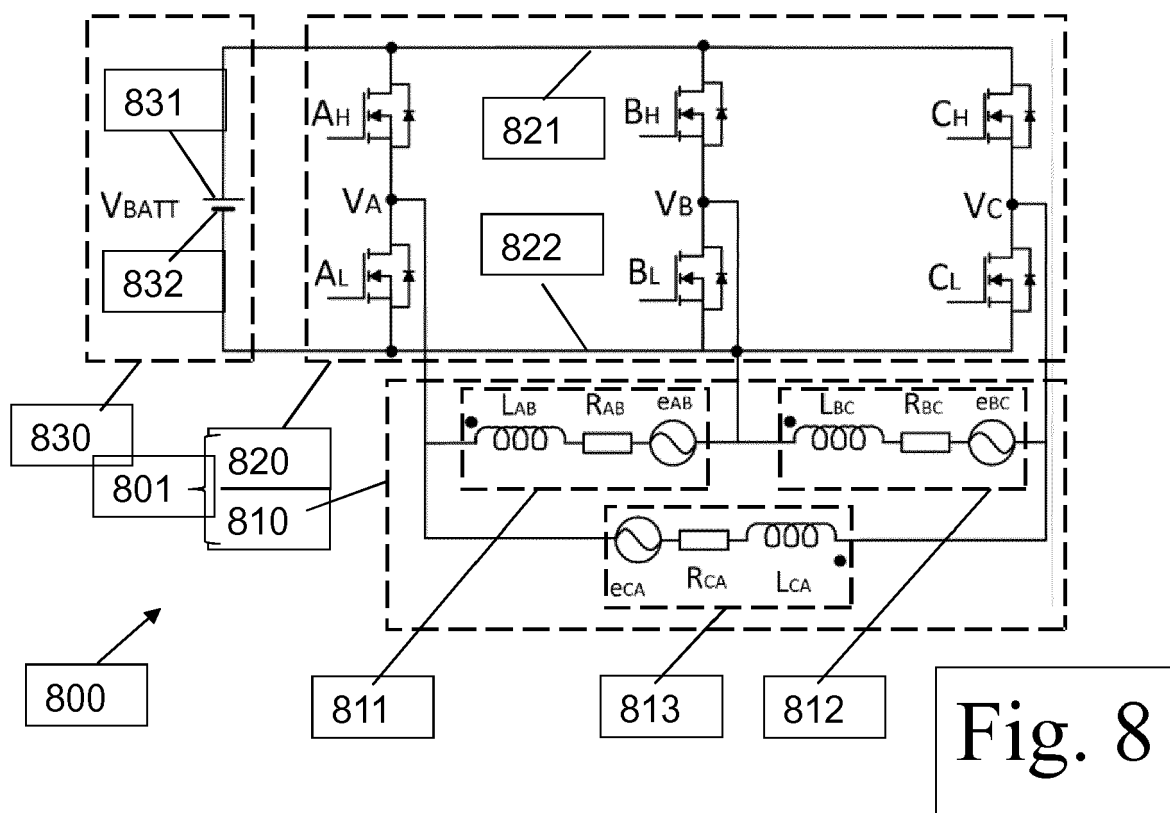 831
AH
821
BH
CH
VBATT
VA
VB
VC
832
AL
822
BL
CL
830
801
820
810
LAB RAB eAB
LBC RBC eBC
eCA RCA LCA
800
811
813
812
Fig. 8